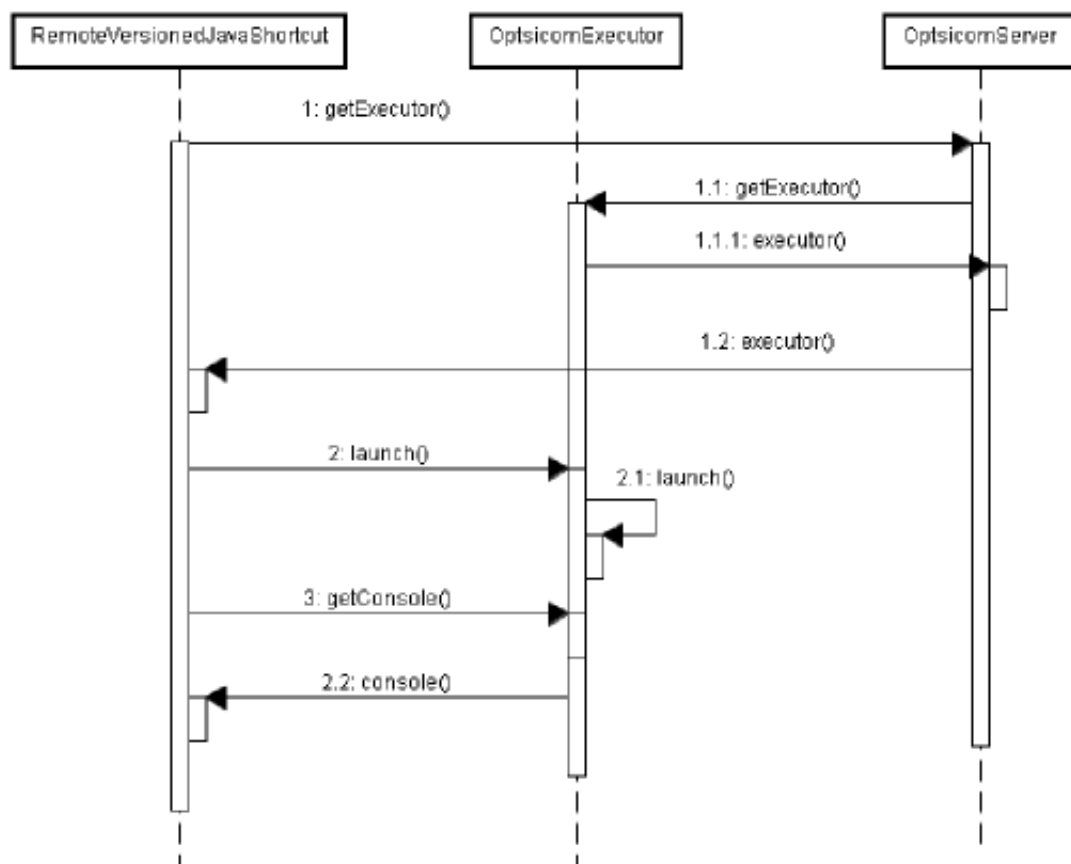 RemoteVersionedJavaShortcut
OptsicomExecutor
OptsicomServer
1: getExecutor()
1.1: getExecutor()
1.1.1: executor()
1.2: executor()
2: launch()
2.1: launch()
3: getConsole()
2.2: console()